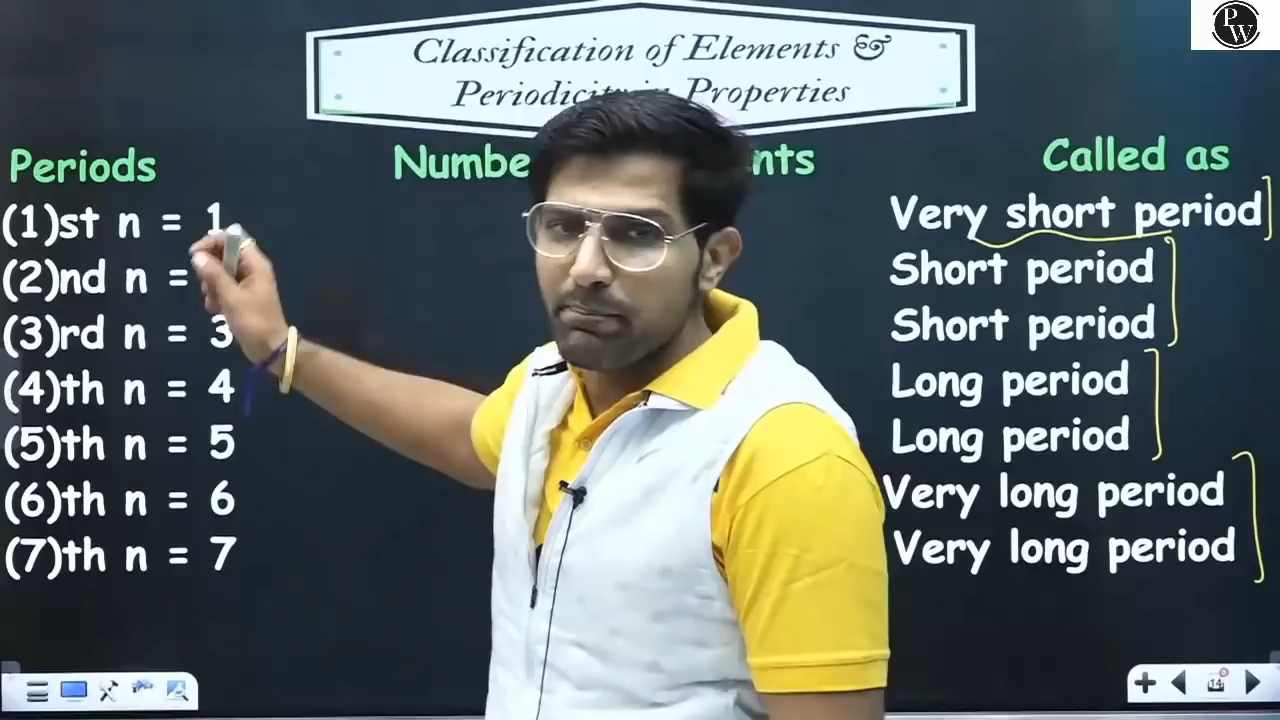 P
W
Classification of Elements &
Properties
Periods
Called as
(1)st n = 1
Very short period
(2)nd n =
Short period
(3)rd n = 3
Short period
(4)th n = 4
Long period
(5)th n = 5
Long period
(6)th n = 6
Very long period
(7)th n = 7
Very long period
14